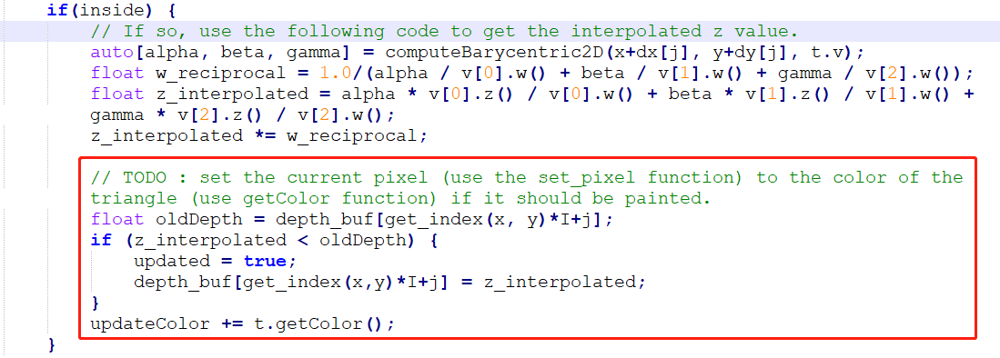 if(inside) {
// If so, use the following code to get the interpolated z value.
auto[alpha, beta, gamma] = computeBarycentric2D(x+dx[j], y+dy[j], t.v);
float w_reciprocal = 1.0/(alpha / v[0].w() + beta / v[1].w() + gamma / v[2].w());
float z_interpolated = alpha * v[0].z() / v[0].w() + beta * v[1].z() / v[1].w() +
gamma * v[2].z() / v[2].w();
z_interpolated *= w_reciprocal;
// TODO : set the current pixel (use the set_pixel function) to the color of the
triangle (use getColor function) if it should be painted.
float oldDepth = depth_buf[get_index(x, y)*I+j];
if (z_interpolated < oldDepth) {
updated = true;
depth_buf[get_index(x,y)*I+j] = z_interpolated;
}
updateColor += t.getColor();
}